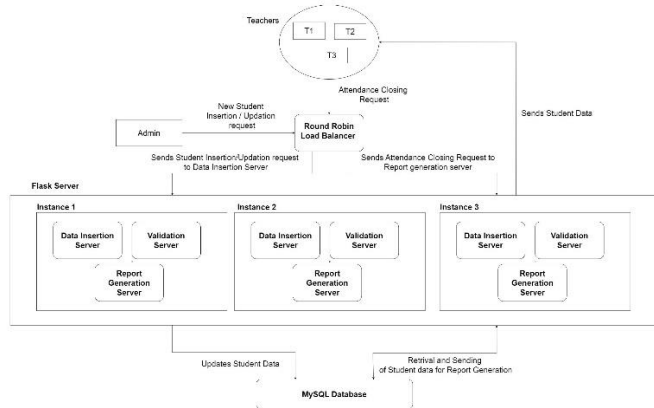 Teachers
T1
T2
T3
Attendance Closing
Request
New Student
Insertion / Updation
request
Sends Student Data
Admin
Round Robin
Load Balancer
Sends Student Insertion/Updation request
to Data Insertion Server
Sends Attendance Closing Request to
Report generation server
Flask Server
Instance 1
Data Insertion
Server
Validation
Server
Report
Generation
Server
Instance 2
Data Insertion
Server
Validation
Server
Report
Generation
Server
Instance 3
Data Insertion
Server
Validation
Server
Report
Generation
Server
Updates Student Data
Retrival and Sending
of Student data for Report Generation
MySQL Database